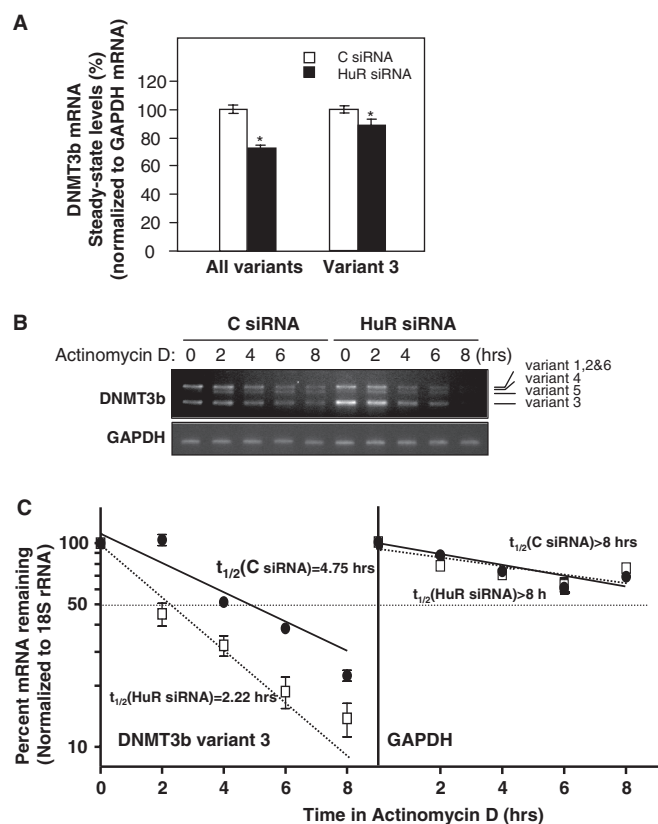 A
DNMT3b mRNA
Steady-state levels (%)
(normalized to GAPDH mRNA)
120
100
80
60
40
20
0
C siRNA
HuR siRNA
*
*
All variants
Variant 3
B
C siRNA
HuR siRNA
Actinomycin D: 0 2 4 6 8 0 2 4 6 8 (hrs)
DNMT3b
variant 1,2&6
variant 4
variant 5
variant 3
GAPDH
C
Percent mRNA remaining
(Normalized to 18S rRNA)
100
50
10
t1/2(C siRNA)=4.75 hrs
t1/2(HuR siRNA)=2.22 hrs
DNMT3b variant 3
t1/2(C siRNA)>8 hrs
t1/2(HuR siRNA)>8 h
GAPDH
0 2 4 6 8 2 4 6 8
Time in Actinomycin D (hrs)